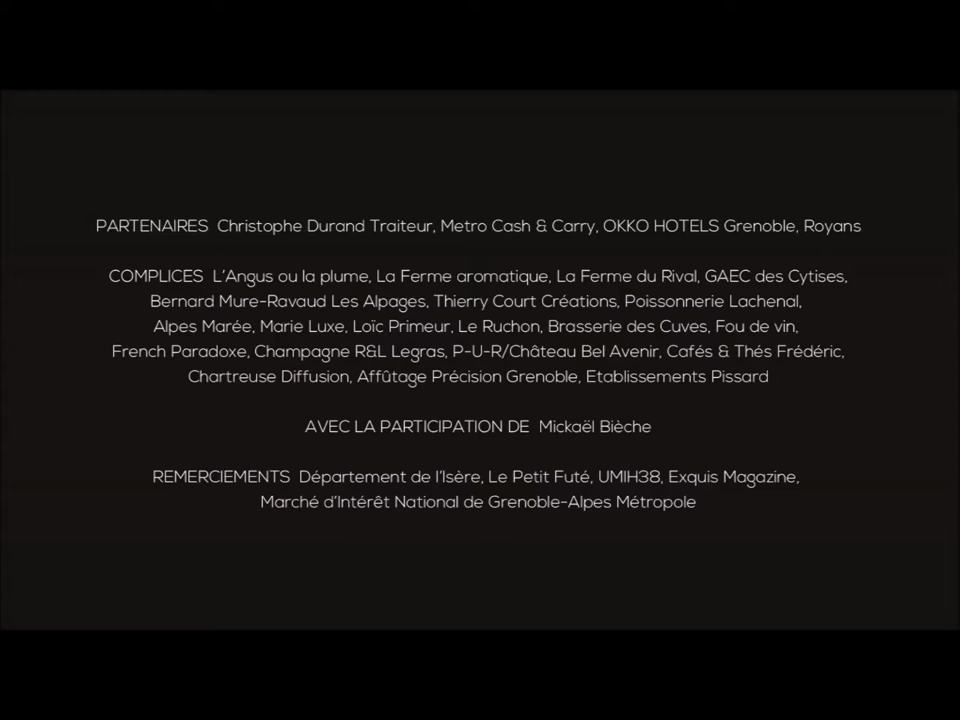 PARTENAIRES Christophe Durand Traiteur, Metro Cash & Carry, OKKO HOTELS Grenoble, Royans
COMPLICES L'Angus ou la plume, La Ferme aromatique, La Ferme du Rival, GAEC des Cytises,
Bernard Mure-Ravaud Les Alpages, Thierry Court Créations, Poissonnerie Lachenal,
Alpes Marée, Marie Luxe, Loïc Primeur, Le Ruchon, Brasserie des Cuves, Fou de vin,
French Paradoxe, Champagne R&L Legras, P-U-R/Château Bel Avenir, Cafés & Thés Frédéric,
Chartreuse Diffusion, Affûtage Précision Grenoble, Etablissements Pissard
AVEC LA PARTICIPATION DE Mickaël Bièche
REMERCIEMENTS Département de l'Isère, Le Petit Futé, UMIH38, Exquis Magazine,
Marché d'Intérêt National de Grenoble-Alpes Métropole